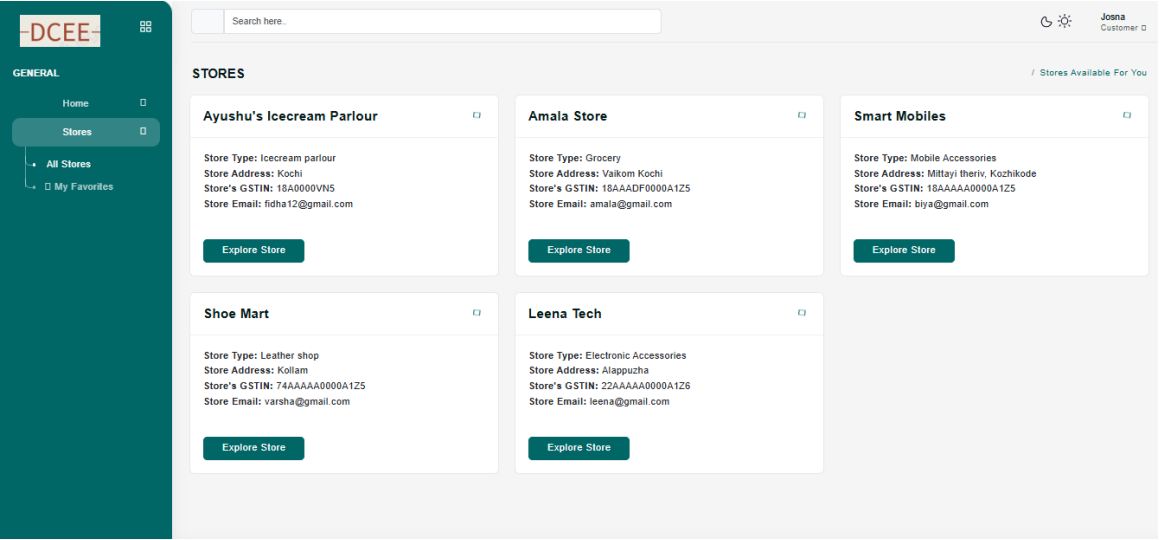 -DCEE-
Search here..
Josna
Customer
GENERAL
Home
Stores
All Stores
My Favorites
STORES
/ Stores Available For You
Ayushu's Icecream Parlour
Store Type: Icecream parlour
Store Address: Kochi
Store's GSTIN: 18A0000VN5
Store Email: fidha12@gmail.com
Explore Store
Amala Store
Store Type: Grocery
Store Address: Vaikom Kochi
Store's GSTIN: 18AAADF0000A1Z5
Store Email: amala@gmail.com
Explore Store
Smart Mobiles
Store Type: Mobile Accessories
Store Address: Mittayi theriv, Kozhikode
Store's GSTIN: 18AAAAA0000A1Z5
Store Email: biya@gmail.com
Explore Store
Shoe Mart
Store Type: Leather shop
Store Address: Kollam
Store's GSTIN: 74AAAAA0000A1Z5
Store Email: varsha@gmail.com
Explore Store
Leena Tech
Store Type: Electronic Accessories
Store Address: Alappuzha
Store's GSTIN: 22AAAAA0000A1Z6
Store Email: leena@gmail.com
Explore Store